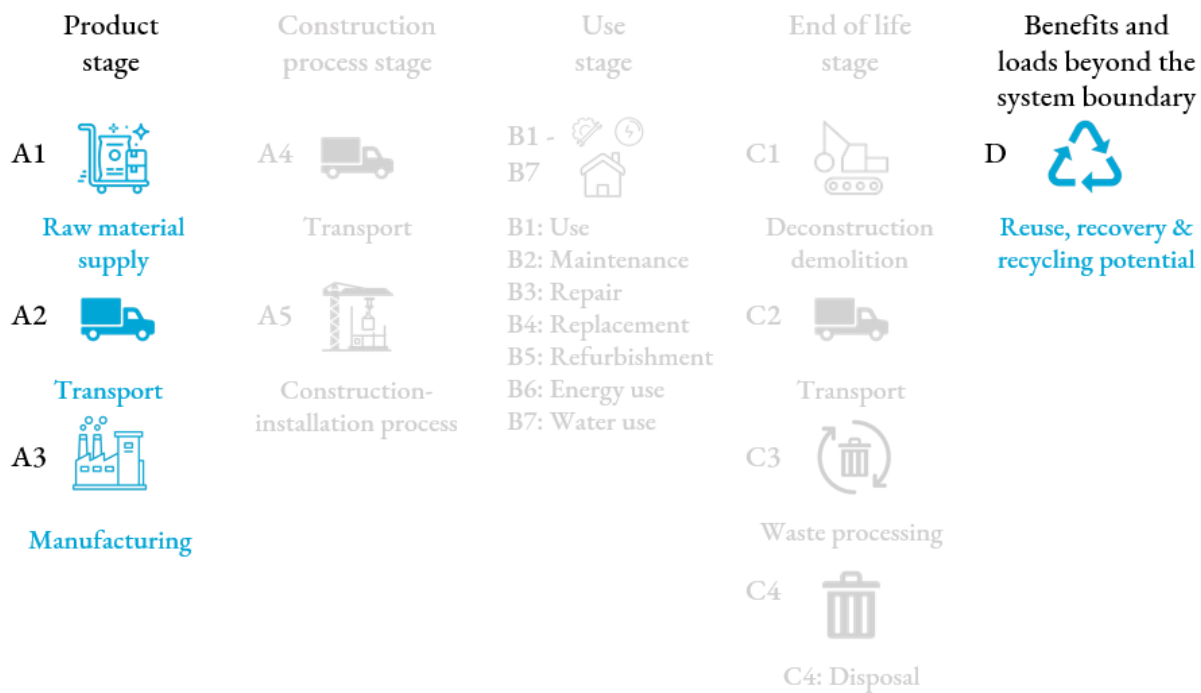 Product
stage
A1
Raw material
supply
A2
Transport
A3
Manufacturing
Construction
process stage
A4
Transport
A5
Construction-
installation process
Use
stage
B1 -
B7
B1: Use
B2: Maintenance
B3: Repair
B4: Replacement
B5: Refurbishment
B6: Energy use
B7: Water use
End of life
stage
C1
Deconstruction
demolition
C2
Transport
C3
Waste processing
C4
C4: Disposal
Benefits and
loads beyond the
system boundary
D
Reuse, recovery &
recycling potential